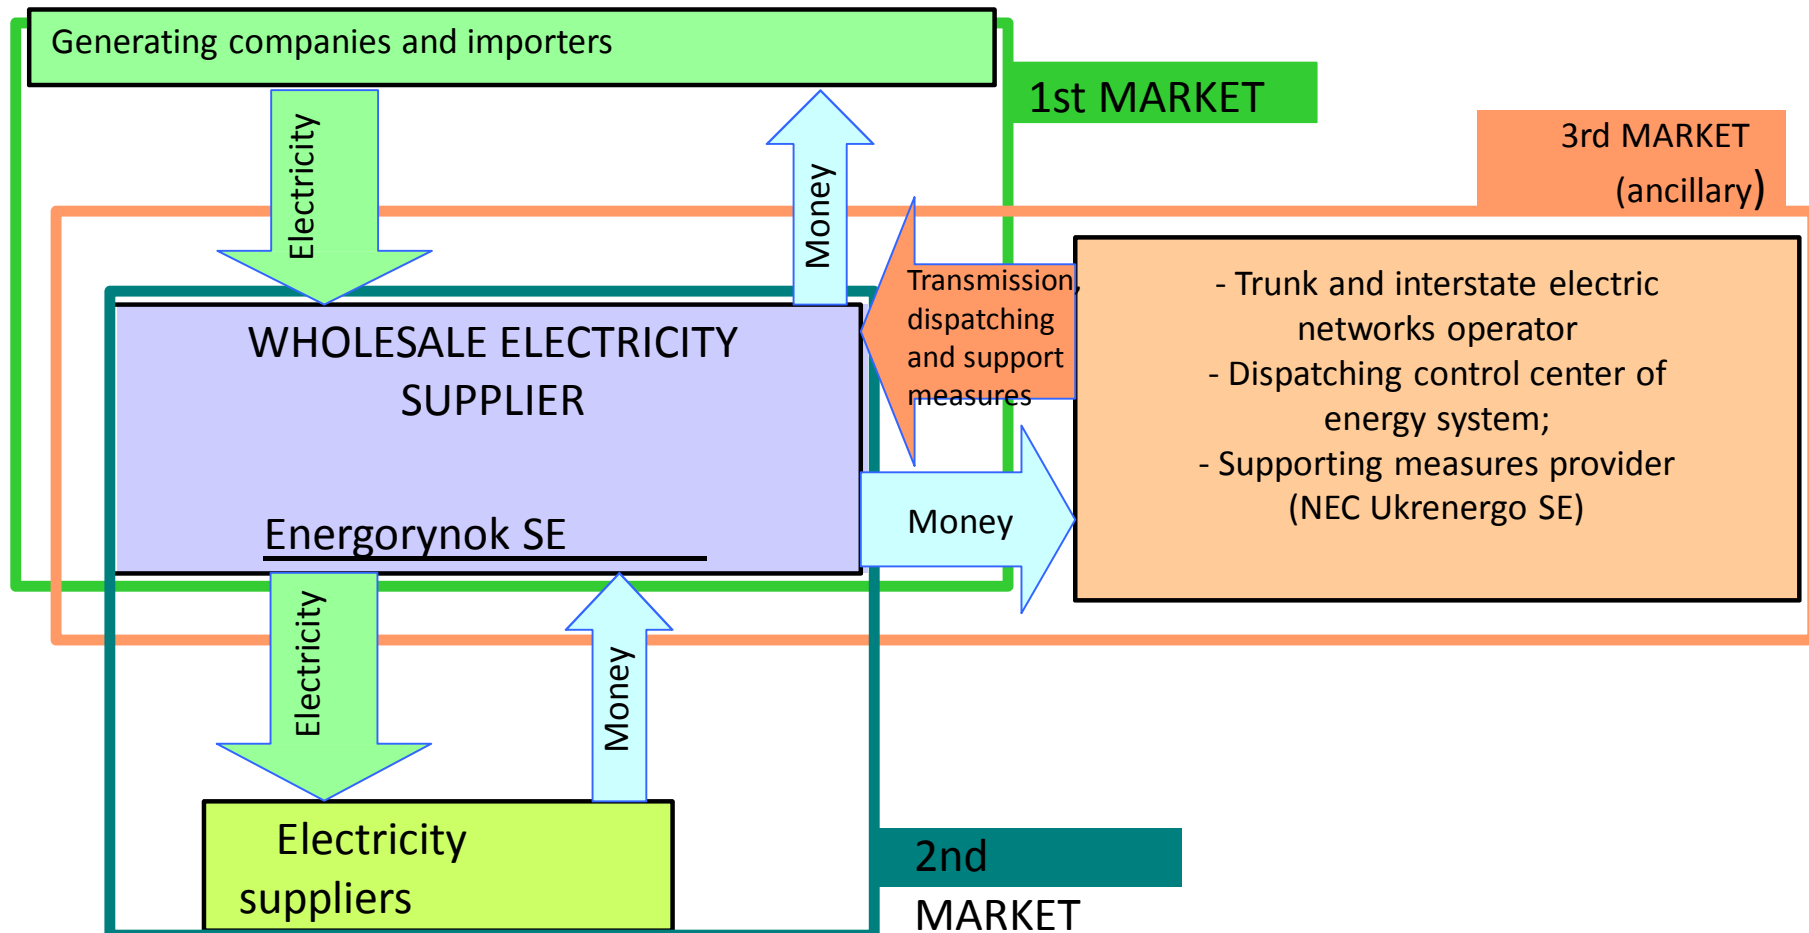 Generating companies and importers
1st MARKET
3rd MARKET
(ancillary)
Electricity
Money
Transmission,
dispatching
and support
measures
- Trunk and interstate electric
networks operator
- Dispatching control center of
energy system;
- Supporting measures provider
(NEC Ukrenergo SE)
WHOLESALE ELECTRICITY
SUPPLIER
Energorynok SE
Money
Electricity
Money
Electricity
suppliers
2nd
MARKET